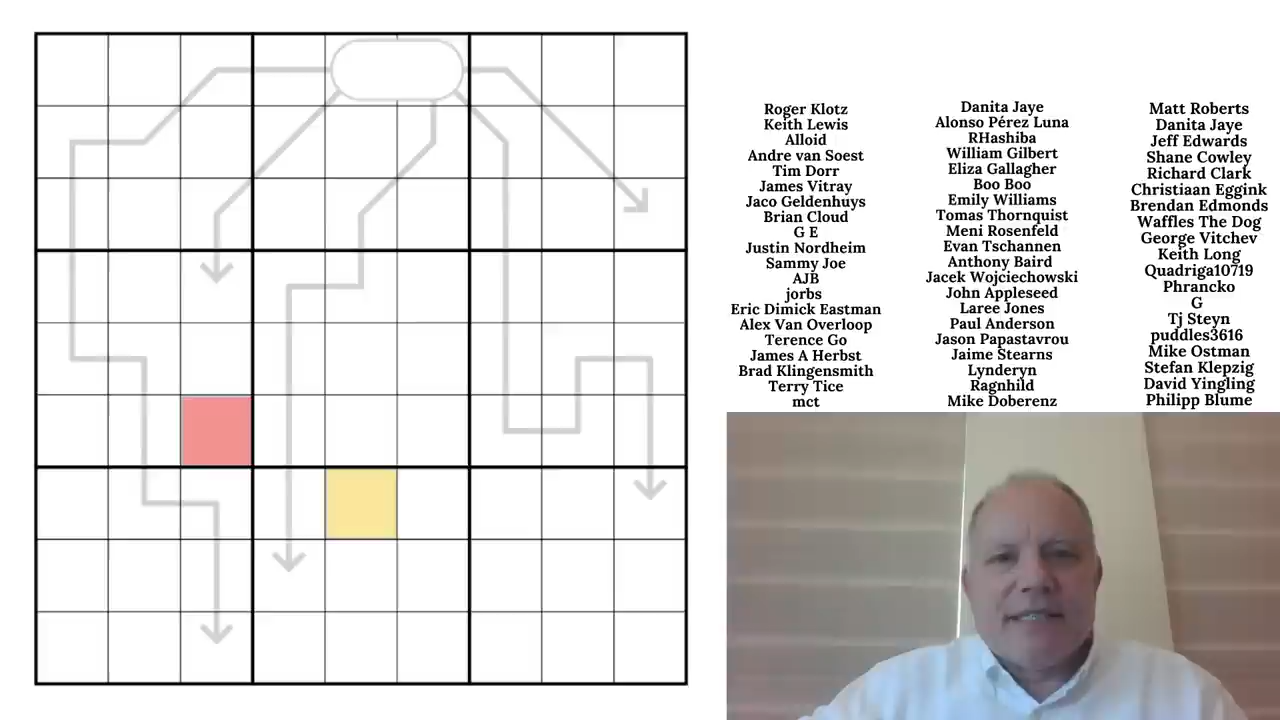 Roger Klotz
Keith Lewis
Alloid
Andre van Soest
Tim Dorr
James Vitray
Jaco Geldenhuys
Brian Cloud
G E
Justin Nordheim
Sammy Joe
AJB
jorbs
Eric Dimick Eastman
Alex Van Overloop
Terence Go
James A Herbst
Brad Klingensmith
Terry Tice
mct
Danita Jaye
Alonso Pérez Luna
RHashiba
William Gilbert
Eliza Gallagher
Boo Boo
Emily Williams
Tomas Thornquist
Meni Rosenfeld
Evan Tschannen
Anthony Baird
Jacek Wojciechowski
John Appleseed
Laree Jones
Paul Anderson
Jason Papastavrou
Jaime Stearns
Lynderyn
Ragnhild
Mike Doberenz
Matt Roberts
Danita Jaye
Jeff Edwards
Shane Cowley
Richard Clark
Christiaan Eggink
Brendan Edmonds
Waffles The Dog
George Vitchev
Keith Long
Quadriga10719
Phrancko
G
Tj Steyn
puddles3616
Mike Ostman
Stefan Klepzig
David Yingling
Philipp Blume